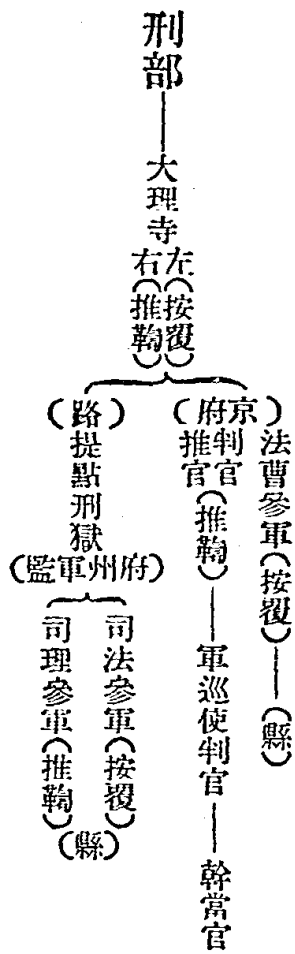 刑部
大理寺
左(按覆)
右(推鞫)
(京府)
法曹參軍(按覆)
(縣)
判官
推官(推鞫)
軍巡使判官
幹當官
(路)提點刑獄
(府州軍監)
司法參軍(按覆)
司理參軍(推鞫)
(縣)